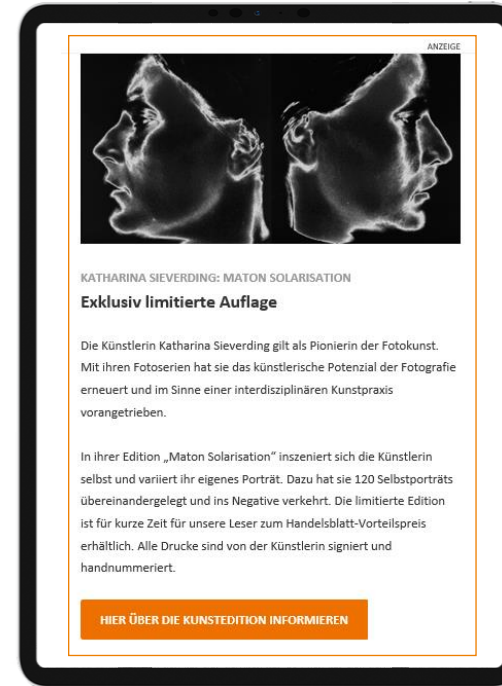 ANZEIGE
KATHARINA SIEVERDING: MATON SOLARISATION
Exklusiv limitierte Auflage
Die Künstlerin Katharina Sieverding gilt als Pionierin der Fotokunst.
Mit ihren Fotoserien hat sie das künstlerische Potenzial der Fotografie
erneuert und im Sinne einer interdisziplinären Kunstpraxis
vorangetrieben.
In ihrer Edition „Maton Solarisation“ inszeniert sich die Künstlerin
selbst und variiert ihr eigenes Porträt. Dazu hat sie 120 Selbstporträts
übereinandergelegt und ins Negative verkehrt. Die limitierte Edition
ist für kurze Zeit für unsere Leser zum Handelsblatt-Vorteilspreis
erhältlich. Alle Drucke sind von der Künstlerin signiert und
handnummeriert.
HIER ÜBER DIE KUNSTEDITION INFORMIEREN